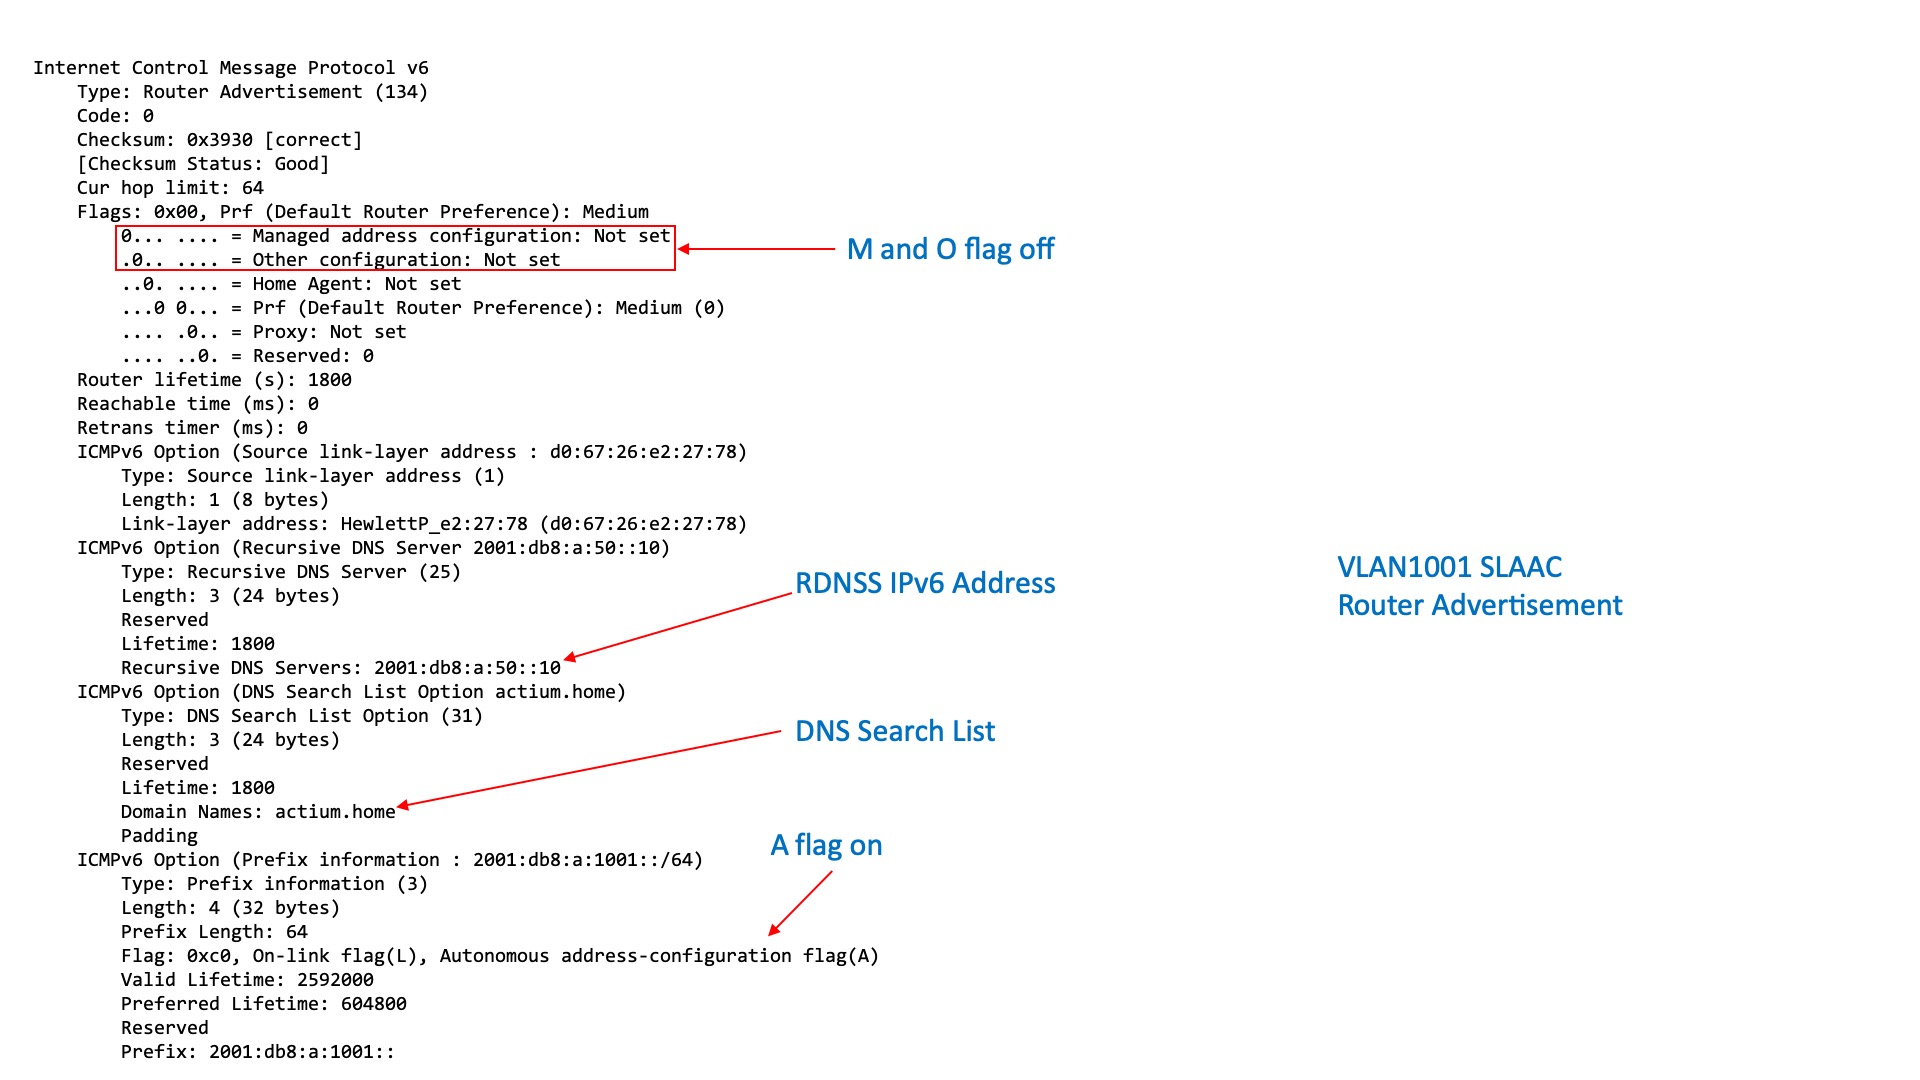 Internet Control Message Protocol v6
Type: Router Advertisement (134)
Code: 0
Checksum: 0x3930 [correct]
[Checksum Status: Good]
Cur hop limit: 64
Flags: 0x00, Prf (Default Router Preference): Medium
0... .... = Managed address configuration: Not set
.0.. .... = Other configuration: Not set
M and O flag off
..0. .... = Home Agent: Not set
...0 0... = Prf (Default Router Preference): Medium (0)
.... .0.. = Proxy: Not set
.... ..0. = Reserved: 0
Router lifetime (s): 1800
Reachable time (ms): 0
Retrans timer (ms): 0
ICMPv6 Option (Source link-layer address : d0:67:26:e2:27:78)
Type: Source link-layer address (1)
Length: 1 (8 bytes)
Link-layer address: HewlettP_e2:27:78 (d0:67:26:e2:27:78)
ICMPv6 Option (Recursive DNS Server 2001:db8:a:50::10)
Type: Recursive DNS Server (25)
Length: 3 (24 bytes)
Reserved
Lifetime: 1800
Recursive DNS Servers: 2001:db8:a:50::10
RDNSS IPv6 Address
ICMPv6 Option (DNS Search List Option actium.home)
Type: DNS Search List Option (31)
Length: 3 (24 bytes)
Reserved
Lifetime: 1800
Domain Names: actium.home
DNS Search List
Padding
ICMPv6 Option (Prefix information : 2001:db8:a:1001::/64)
Type: Prefix information (3)
Length: 4 (32 bytes)
Prefix Length: 64
Flag: 0xc0, On-link flag(L), Autonomous address-configuration flag(A)
A flag on
Valid Lifetime: 2592000
Preferred Lifetime: 604800
Reserved
Prefix: 2001:db8:a:1001::
VLAN1001 SLAAC
Router Advertisement